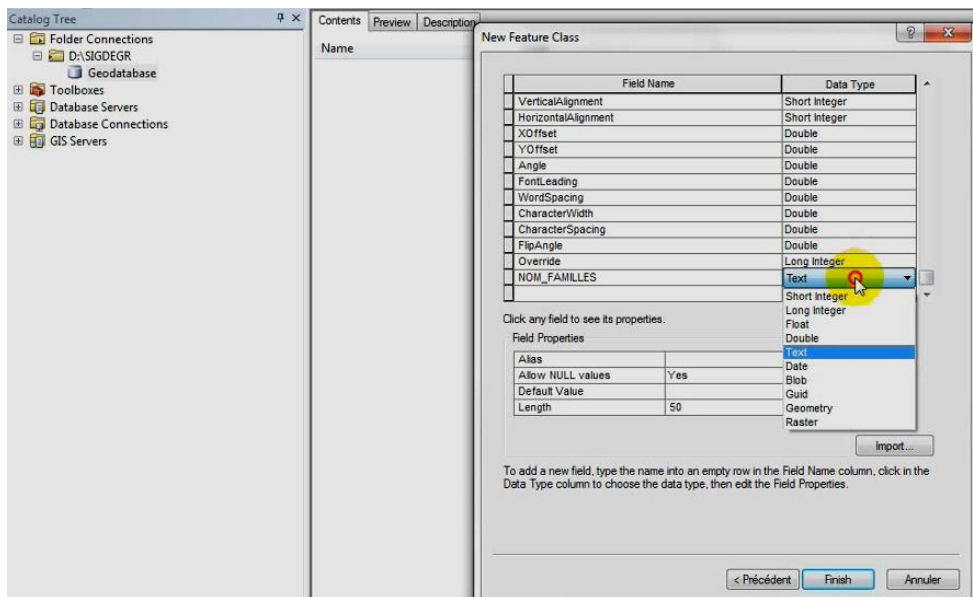 Catalog Tree
Folder Connections
D:\SIGDEGR
Geodatabase
Toolboxes
Database Servers
Database Connections
GIS Servers
Contents Preview Description
Name
New Feature Class
Field Name Data Type
VerticalAlignment Short Integer
HorizontalAlignment Short Integer
XOffset Double
YOffset Double
Angle Double
FontLeading Double
WordSpacing Double
CharacterWidth Double
CharacterSpacing Double
FlipAngle Double
Override Long Integer
NOM_FAMILLES Text
Short Integer
Long Integer
Float
Double
Text
Date
Blob
Guid
Geometry
Raster
Click any field to see its properties.
Field Properties
Alias
Allow NULL values Yes
Default Value
Length 50
Import...
To add a new field, type the name into an empty row in the Field Name column, click in the
Data Type column to choose the data type, then edit the Field Properties.
< Précédent Finish Annuler